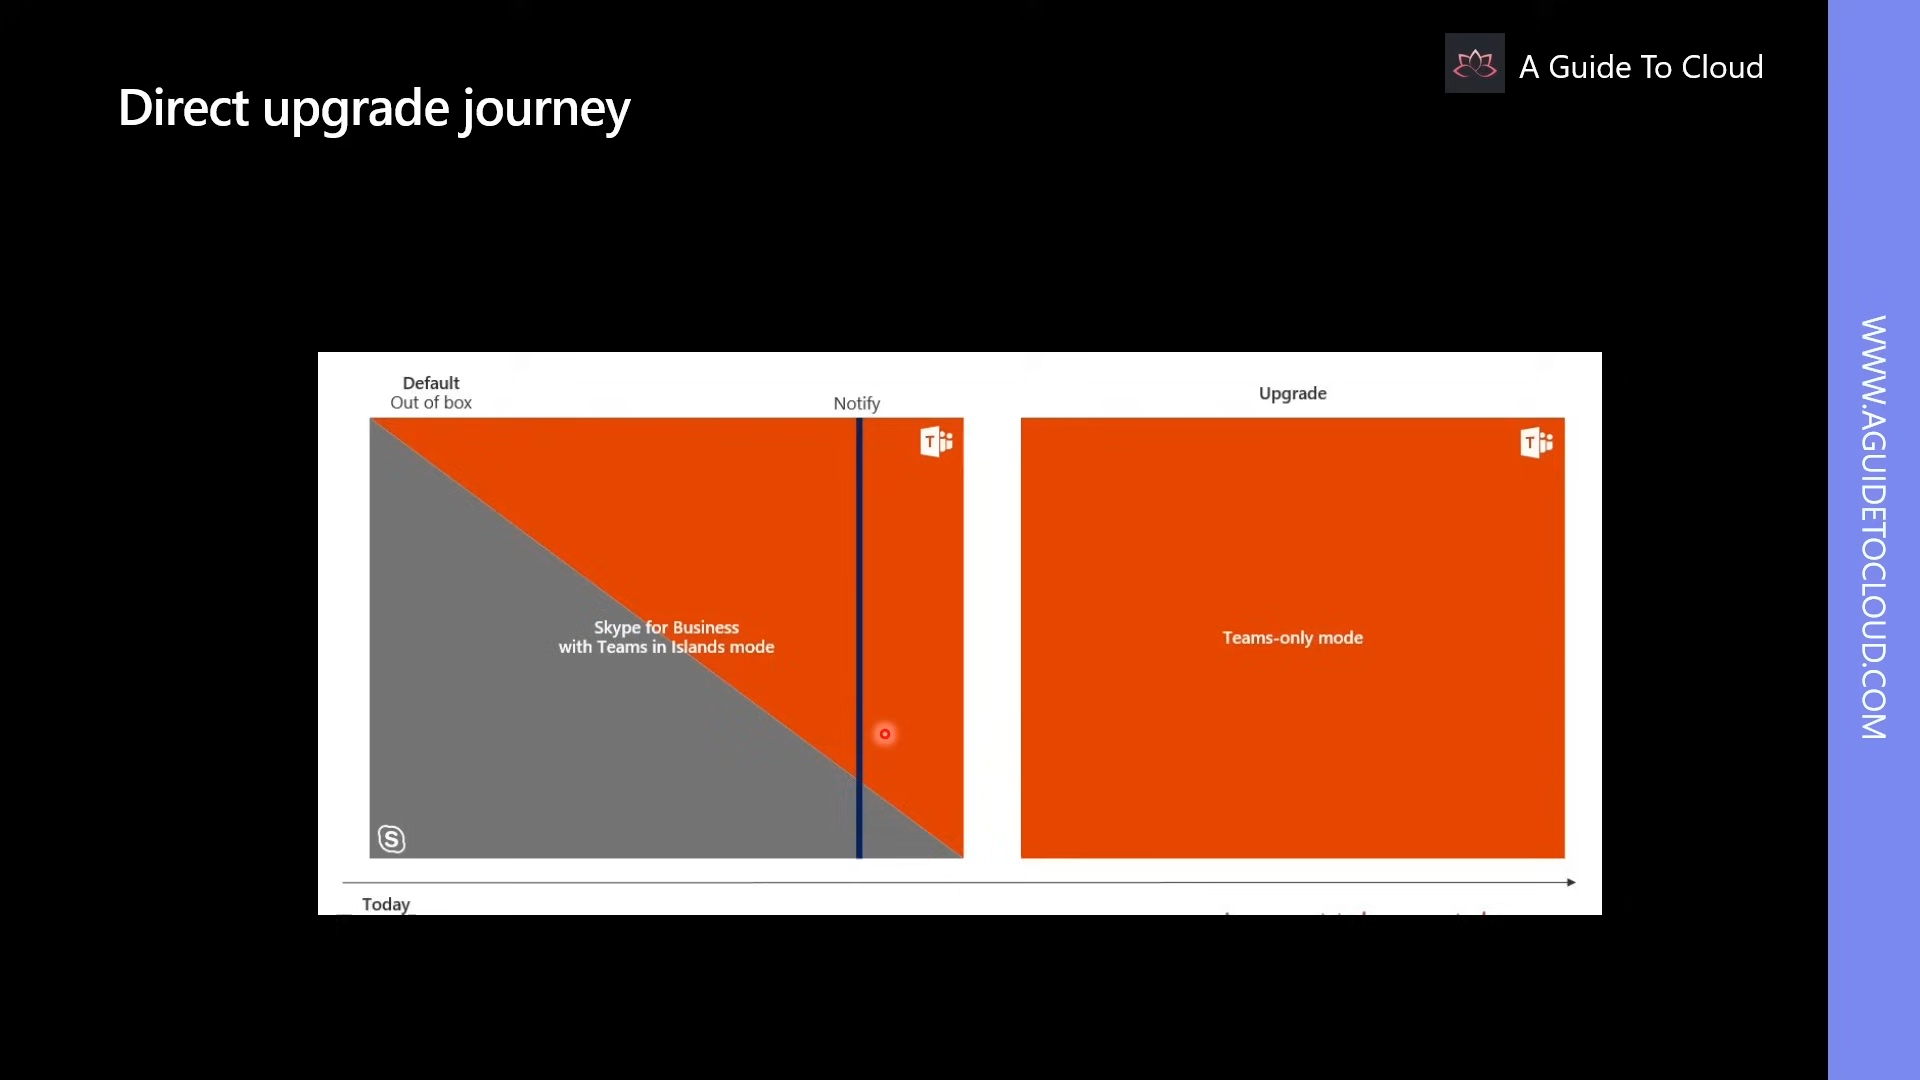 A Guide To Cloud
Direct upgrade journey
Default
Out of box
Notify
Upgrade
T
T
Skype for Business
with Teams in Islands mode
Teams-only mode
S
Today
WWW.AGUIDETOCLOUD.COM